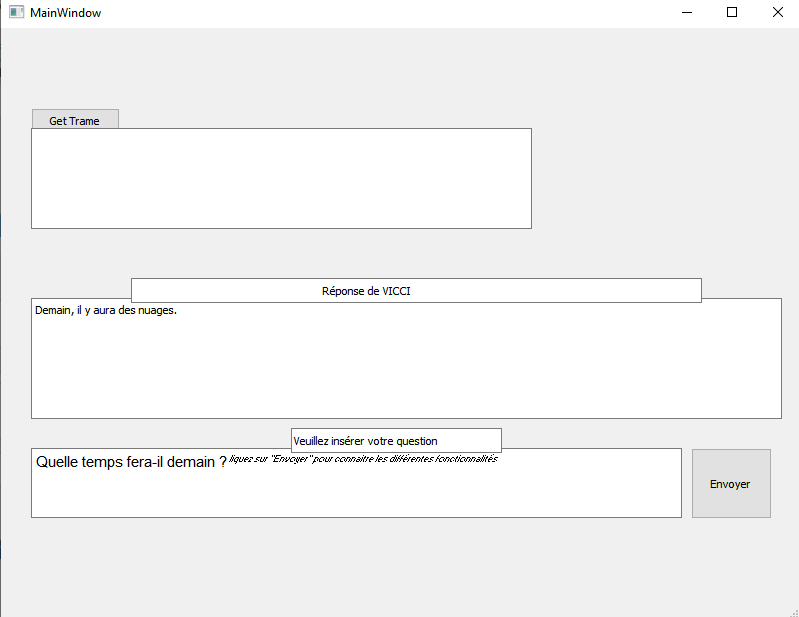 MainWindow
Get Trame
Réponse de VICCI
Demain, il y aura des nuages.
Veuillez insérer votre question
Quelle temps fera-il demain ? liquez sur "Envoyer" pour connaitre les différentes fonctionnalités
Envoyer